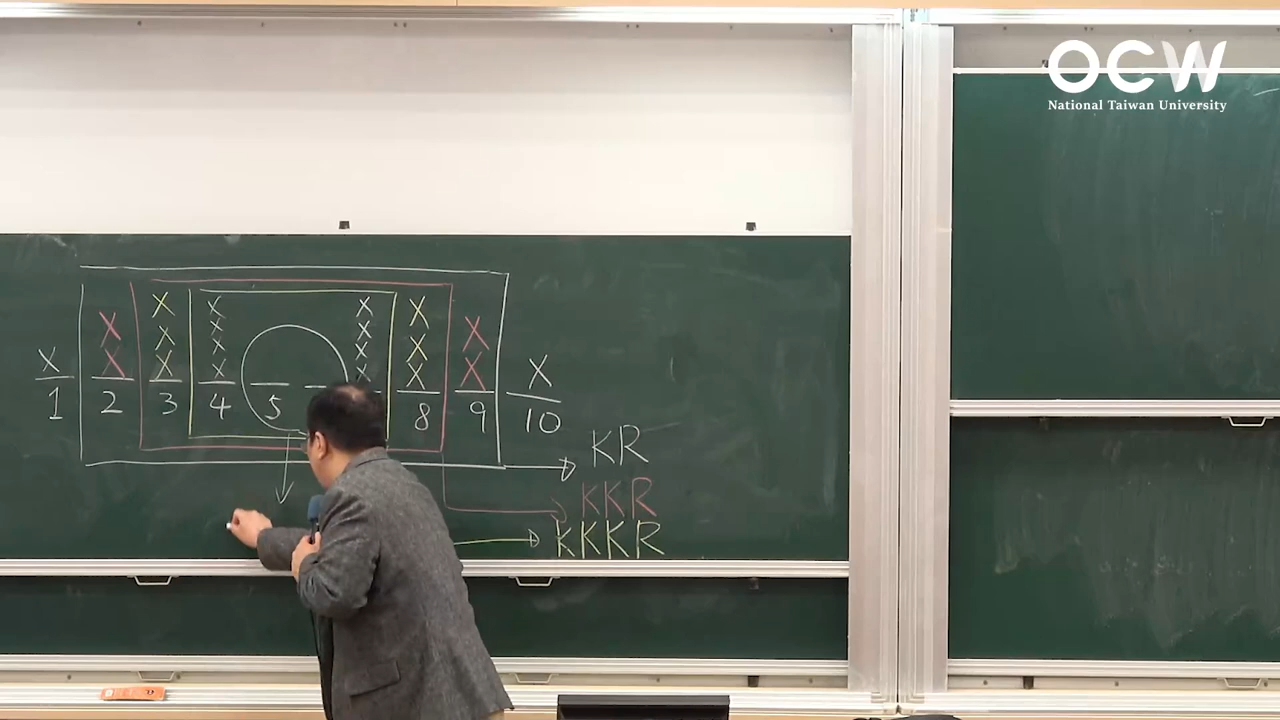 OCW
National Taiwan University
X X X X X X X X
X X X X X X
X X X X
X X
1 2 3 4 5 8 9 10
KR
KKR
KKKR